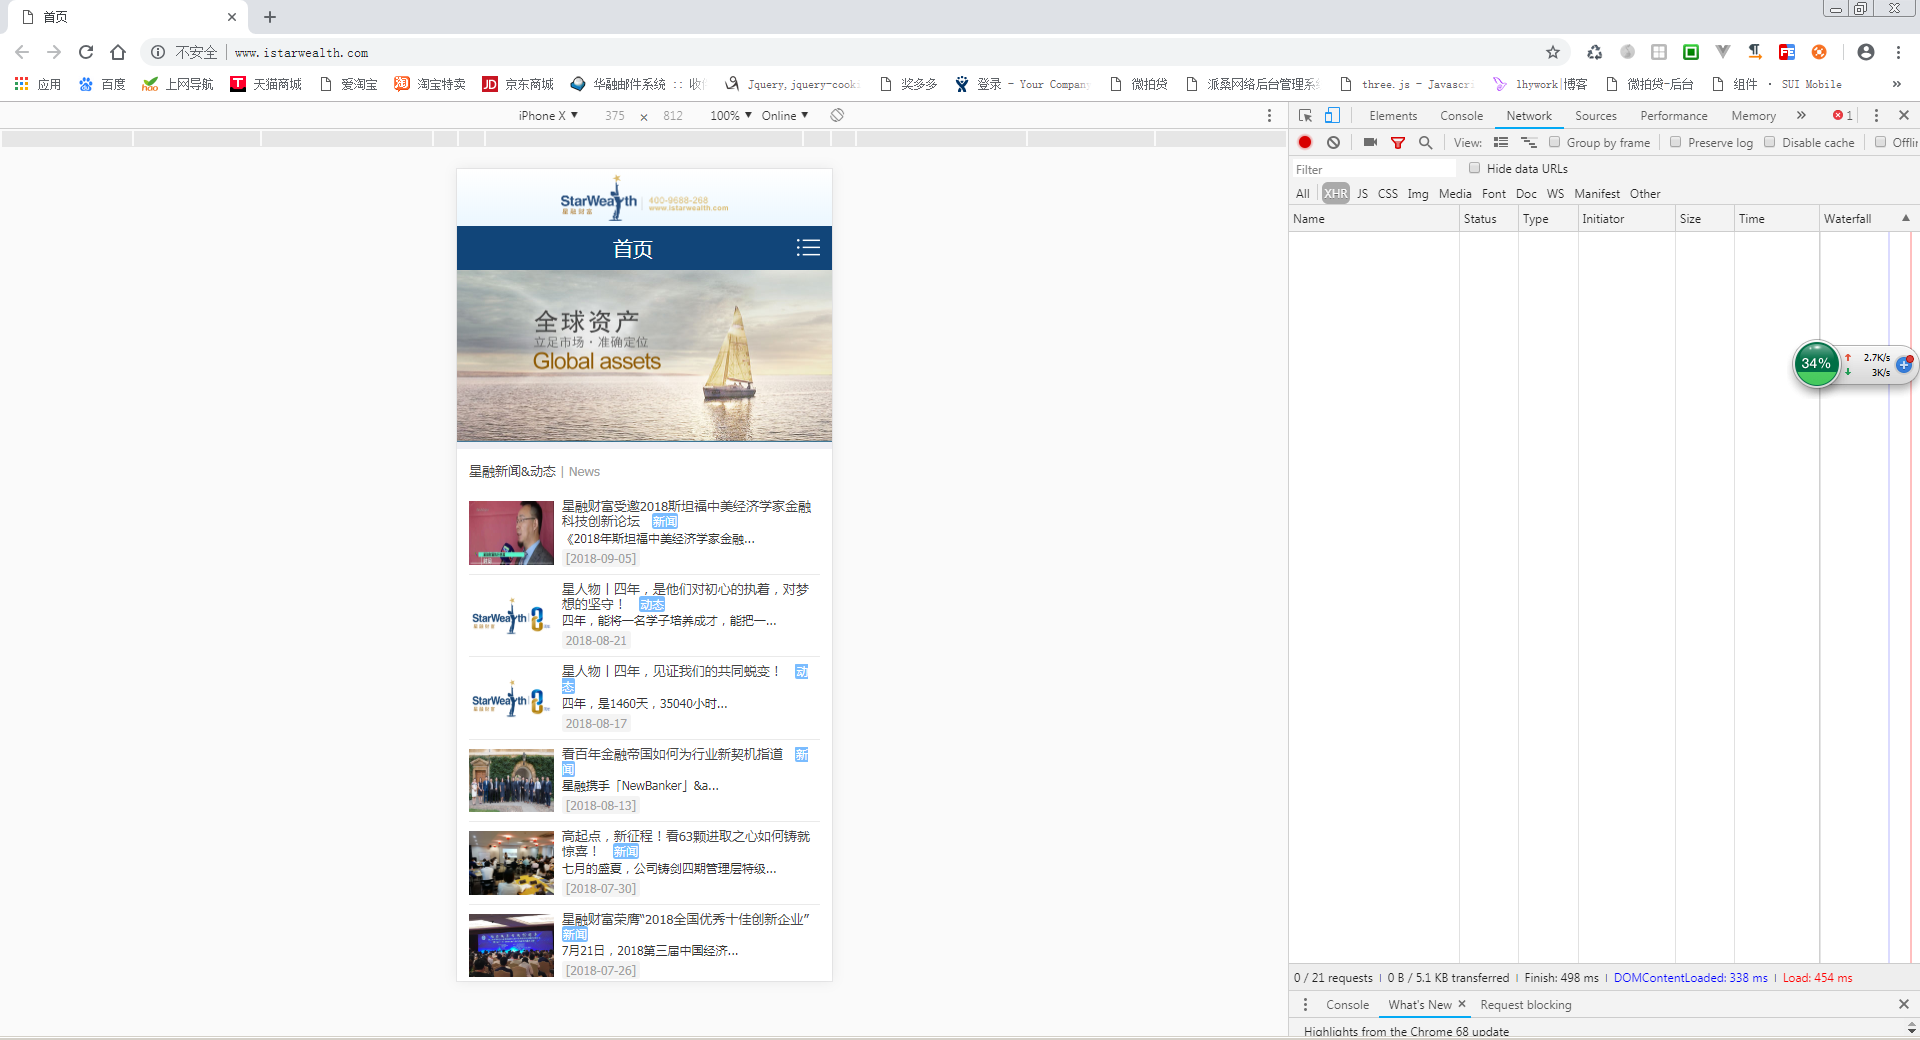 首页
不安全
www.istarwealth.com
应用
百度
上网导航
天猫商城
爱淘宝
淘宝特卖
京东商城
华融邮件系统 :: 收
Jquery,jquery-cook
奖多多
登录 - Your Company
微拍贷
派桑网络后台管理系统
three.js - Javascri
lhywork|博客
微拍贷-后台
组件 · SUI Mobile
»
iPhone X ▼ 375 × 812 100% ▼ Online ▼
StarWealth
星融财富
400-9688-268
www.istarwealth.com
首页
全球资产
立足市场·准确定位
Global assets
星融新闻&动态 | News
星融财富受邀2018斯坦福中美经济学家金融
科技创新论坛 新闻
《2018年斯坦福中美经济学家金融...
[2018-09-05]
StarWealth
星融财富
星人物丨四年，是他们对初心的执着，对梦
想的坚守！ 动态
四年，能将一名学子培养成才，能把一...
2018-08-21
StarWealth
星融财富
星人物丨四年，见证我们的共同蜕变！ 动
态
四年，是1460天，35040小时...
2018-08-17
看百年金融帝国如何为行业新契机指道 新
闻
星融携手「NewBanker」&a...
[2018-08-13]
高起点，新征程！看63颗进取之心如何铸就
惊喜！ 新闻
七月的盛夏，公司铸剑四期管理层特级...
[2018-07-30]
星融财富荣膺“2018全国优秀十佳创新企业”
新闻
7月21日，2018第三届中国经济...
[2018-07-26]
Elements Console Network Sources Performance Memory » 1
View: Group by frame Preserve log Disable cache Offli
Filter Hide data URLs
All XHR JS CSS Img Media Font Doc WS Manifest Other
Name Status Type Initiator Size Time Waterfall ▲
34% 2.7K/s
3K/s
0 / 21 requests | 0 B / 5.1 KB transferred | Finish: 498 ms | DOMContentLoaded: 338 ms | Load: 454 ms
Console What's New × Request blocking
Highlights from the Chrome 68 update